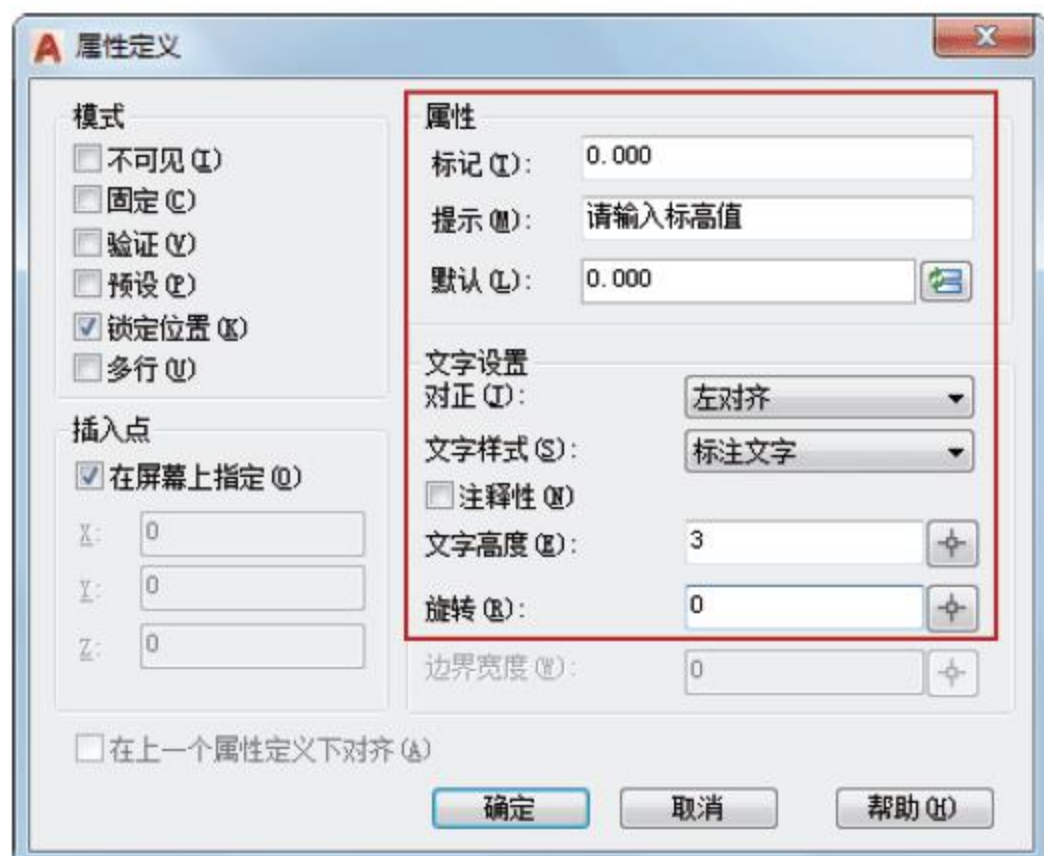 属性定义
模式
不可见(I)
固定(C)
验证(V)
预设(P)
锁定位置(K)
多行(U)
插入点
在屏幕上指定(O)
X: 0
Y: 0
Z: 0
属性
标记(T): 0.000
提示(M): 请输入标高值
默认(L): 0.000
文字设置
对正(J): 左对齐
文字样式(S): 标注文字
注释性(N)
文字高度(E): 3
旋转(R): 0
边界宽度(W): 0
在上一个属性定义下对齐(A)
确定 取消 帮助(H)